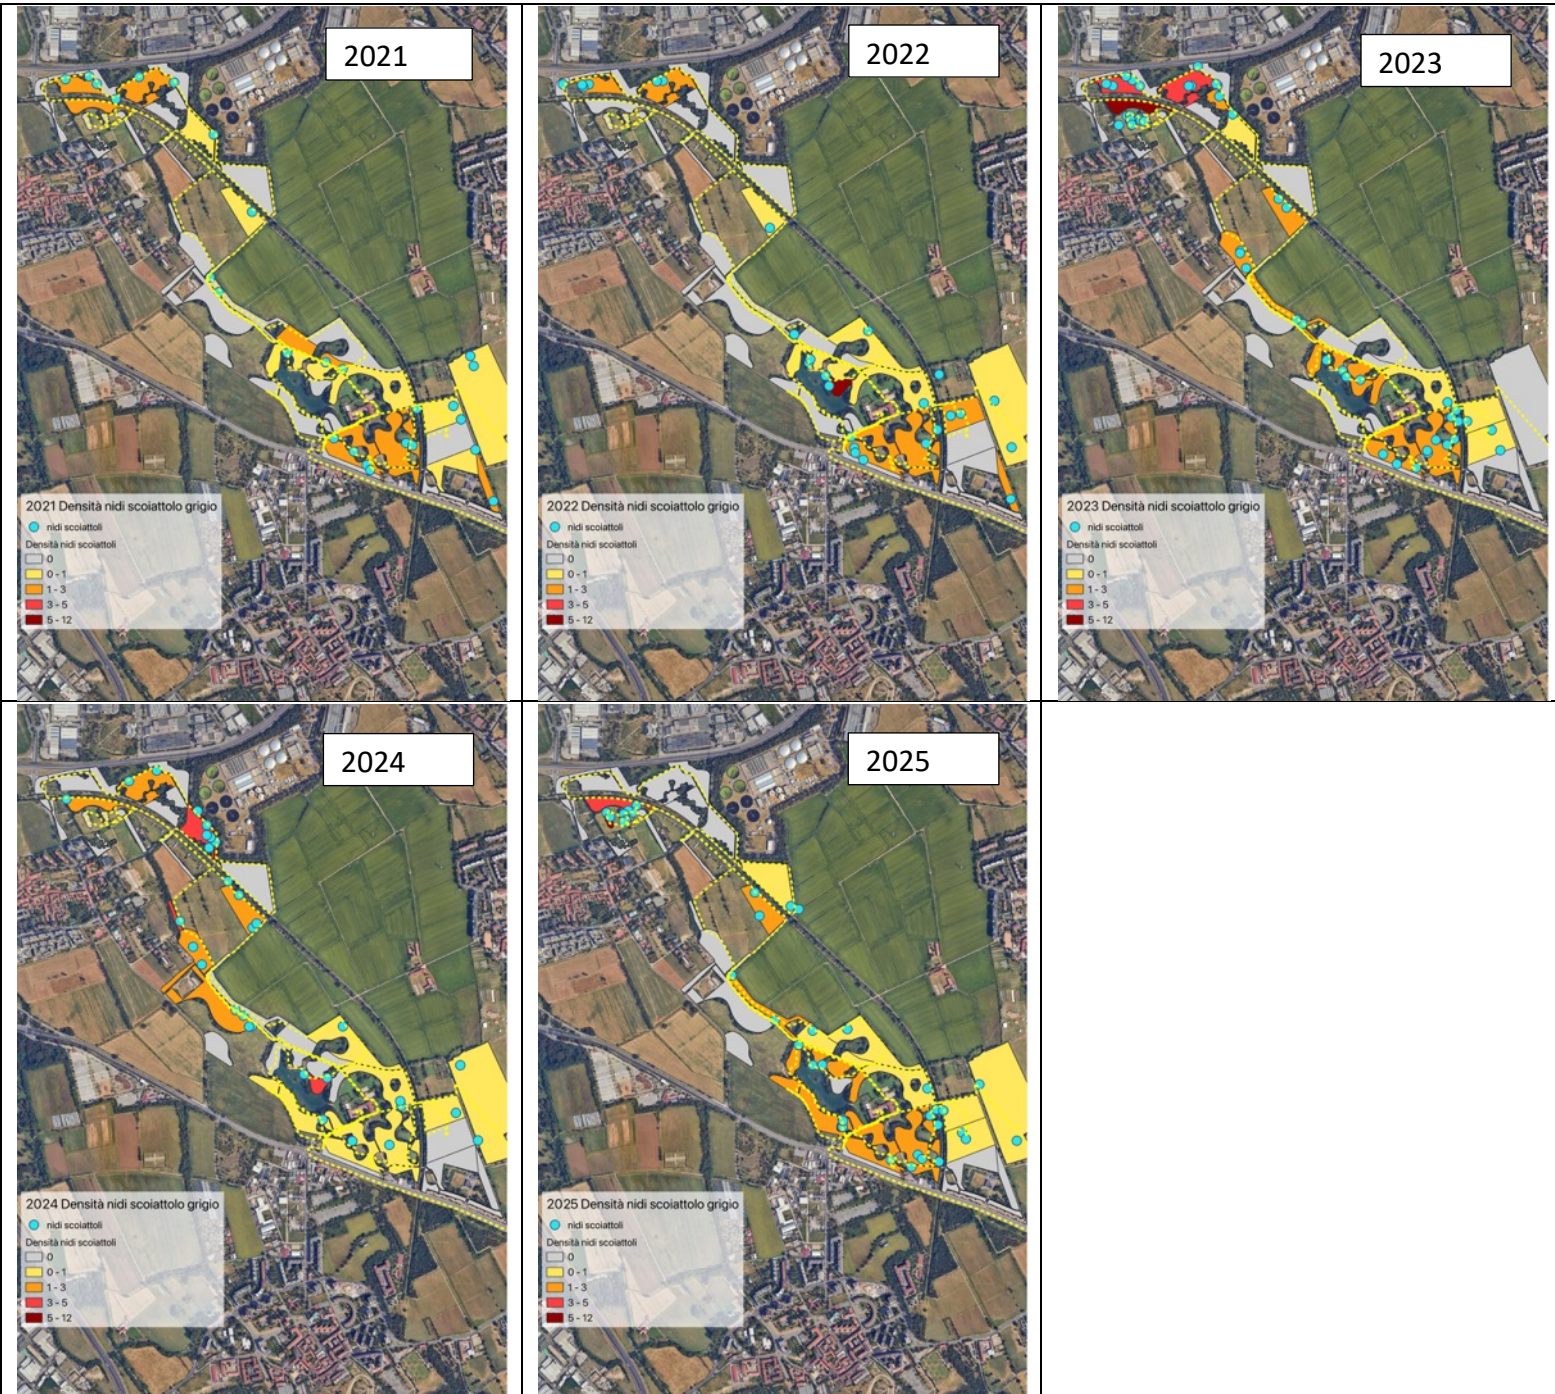 2021
2021 Densità nidi scoiattolo grigio
nidi scoiattoli
Densità nidi scoiattoli
0
0 - 1
1 - 3
3 - 5
5 - 12
2022
2022 Densità nidi scoiattolo grigio
nidi scoiattoli
Densità nidi scoiattoli
0
0 - 1
1 - 3
3 - 5
5 - 12
2023
2023 Densità nidi scoiattolo grigio
nidi scoiattoli
Densità nidi scoiattoli
0
0 - 1
1 - 3
3 - 5
5 - 12
2024
2024 Densità nidi scoiattolo grigio
nidi scoiattoli
Densità nidi scoiattoli
0
0 - 1
1 - 3
3 - 5
5 - 12
2025
2025 Densità nidi scoiattolo grigio
nidi scoiattoli
Densità nidi scoiattoli
0
0 - 1
1 - 3
3 - 5
5 - 12